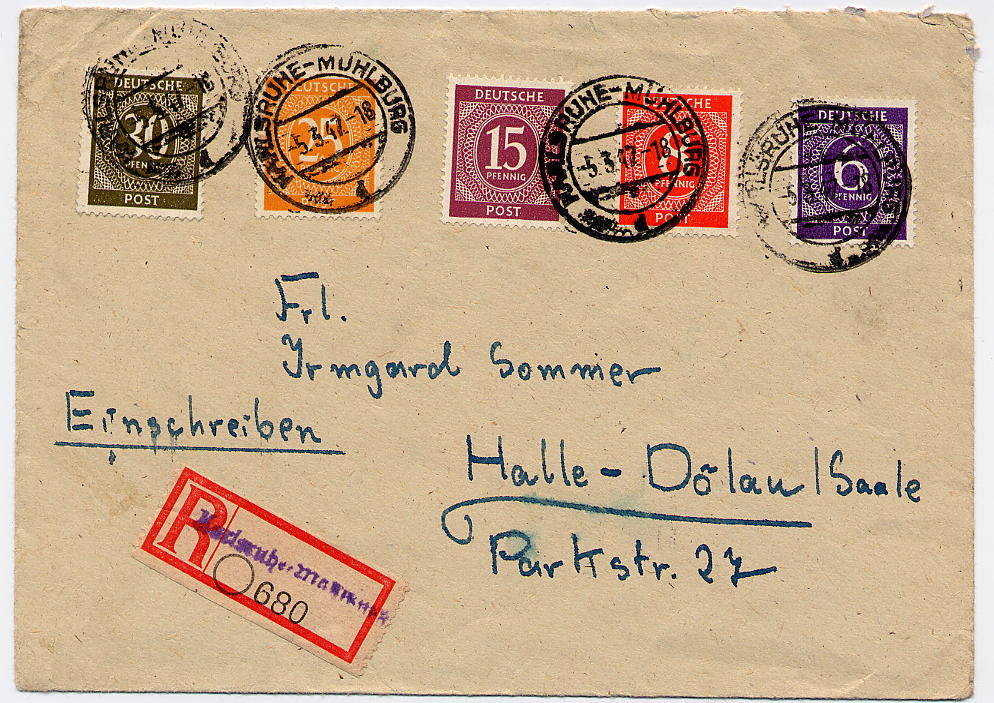 DEUTSCHE
30
PFENNIG
POST
KARLSRUHE-MÜHLBURG
-5.3.47.-18
DEUTSCHE
15
PFENNIG
POST
KARLSRUHE-MÜHLBURG
-5.3.47.-18
POST
DEUTSCHE
6
PFENNIG
POST
Frl.
Irmgard Sommer
Einschreiben
Halle-Dölau/Saale
Parkstr. 27
R
680